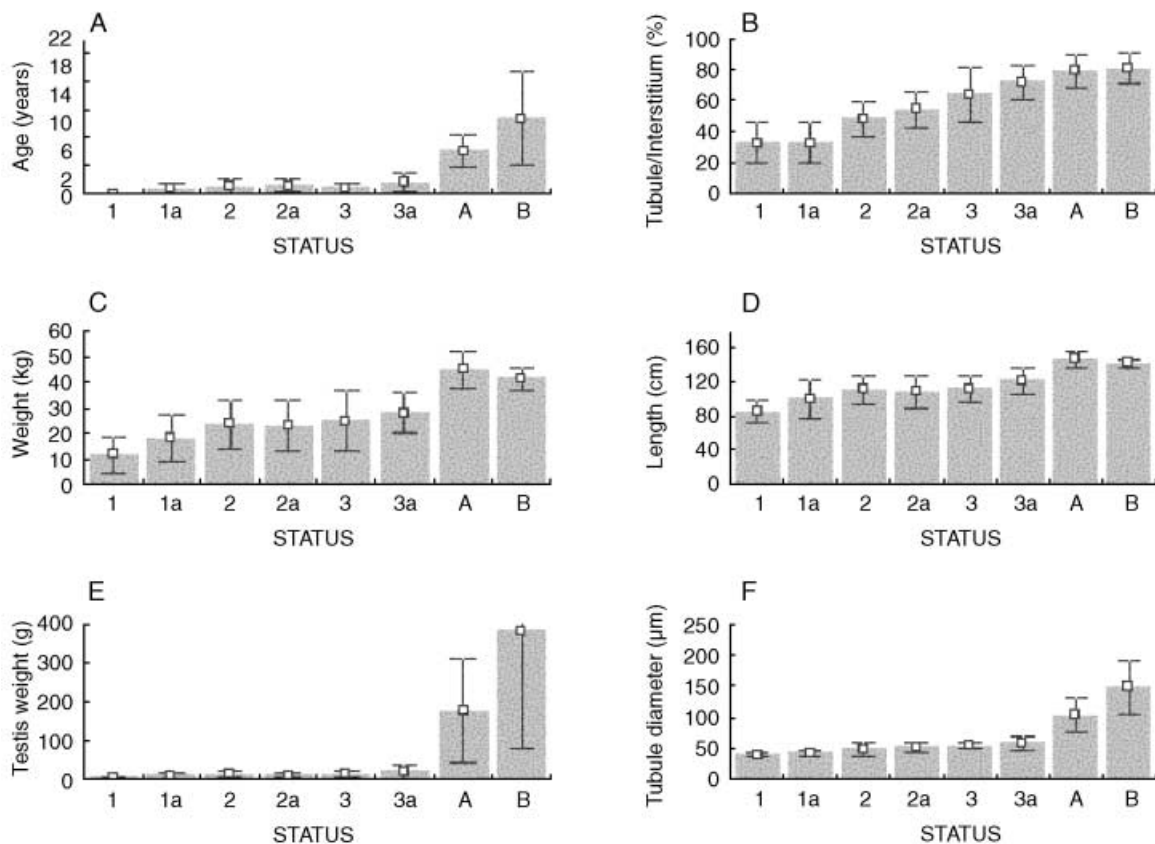 A
Age (years)
22
18
14
10
6
2
0
1 1a 2 2a 3 3a A B
STATUS
B
Tubule/Interstitium (%)
100
80
60
40
20
0
1 1a 2 2a 3 3a A B
STATUS
C
Weight (kg)
60
50
40
30
20
10
0
1 1a 2 2a 3 3a A B
STATUS
D
Length (cm)
160
120
80
40
0
1 1a 2 2a 3 3a A B
STATUS
E
Testis weight (g)
400
300
200
100
0
1 1a 2 2a 3 3a A B
STATUS
F
Tubule diameter (µm)
250
200
150
100
50
0
1 1a 2 2a 3 3a A B
STATUS